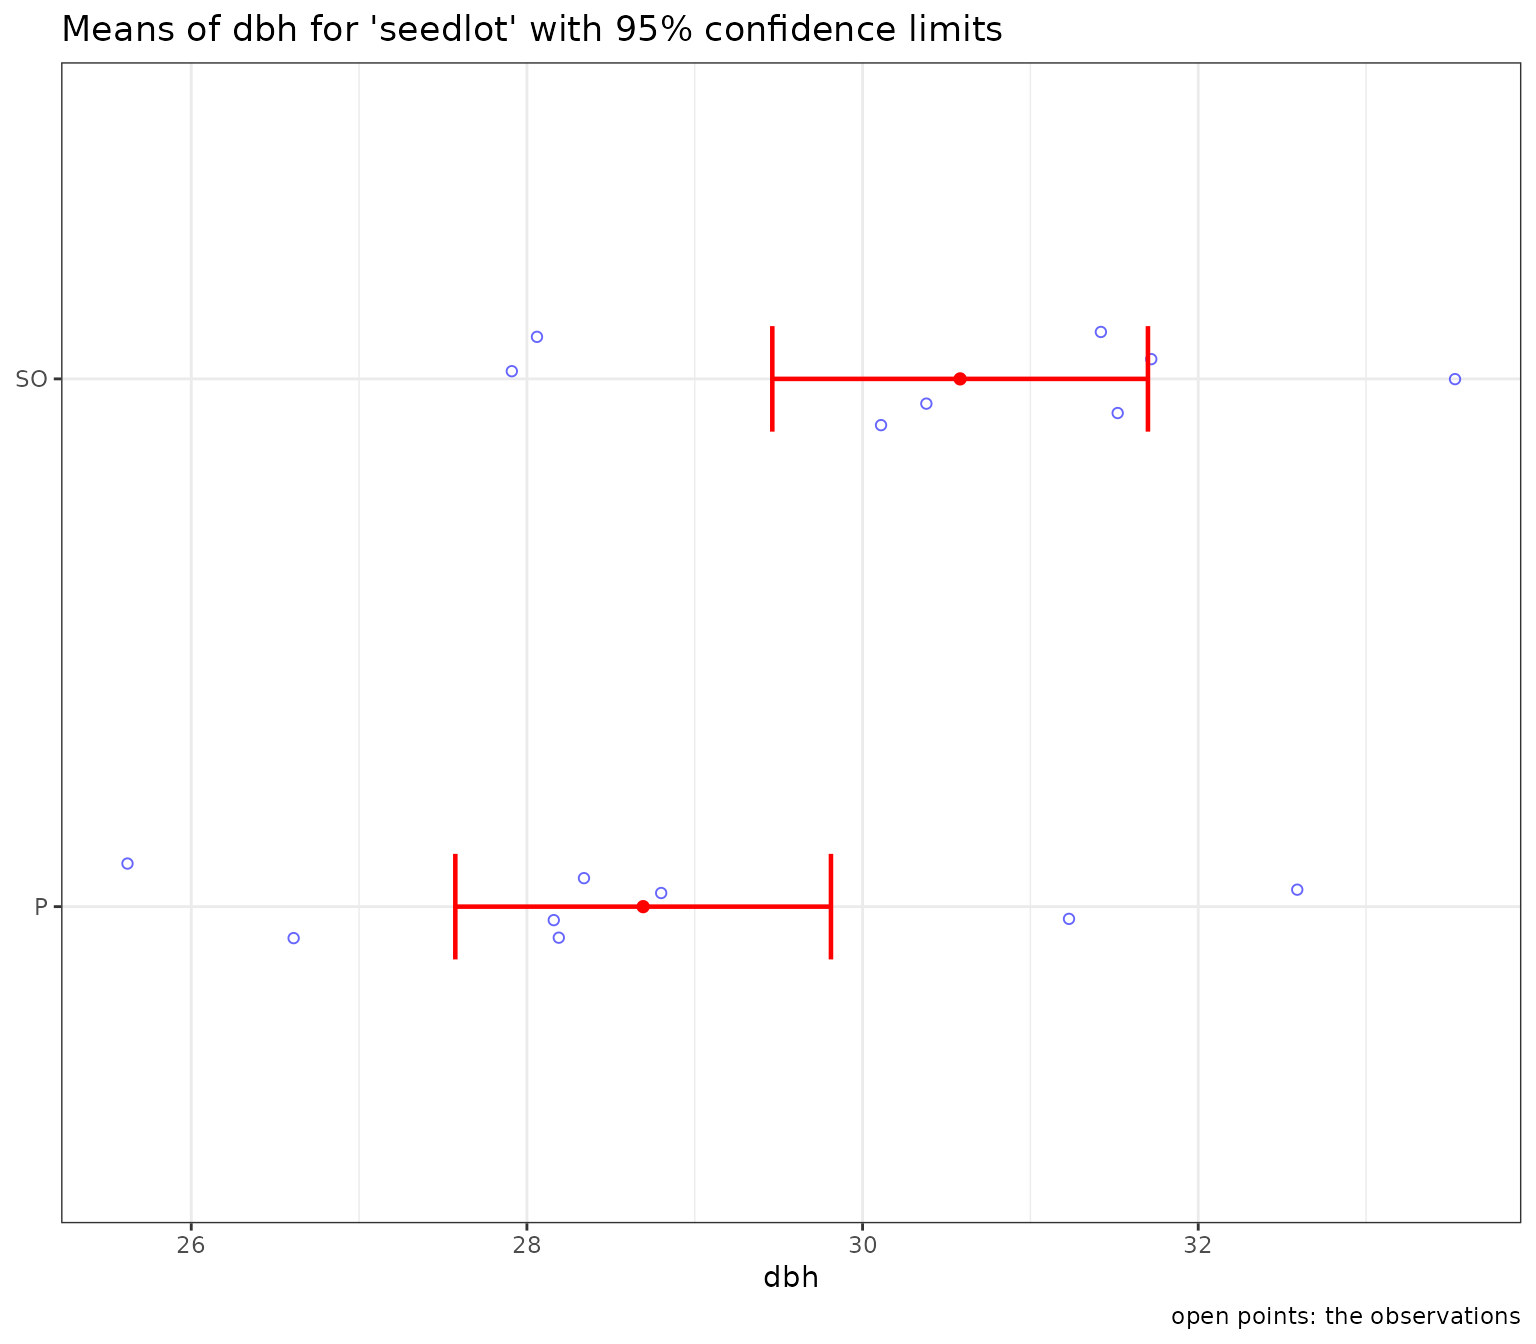 Means of dbh for 'seedlot' with 95% confidence limits
SO
P
26 28 30 32
dbh
open points: the observations